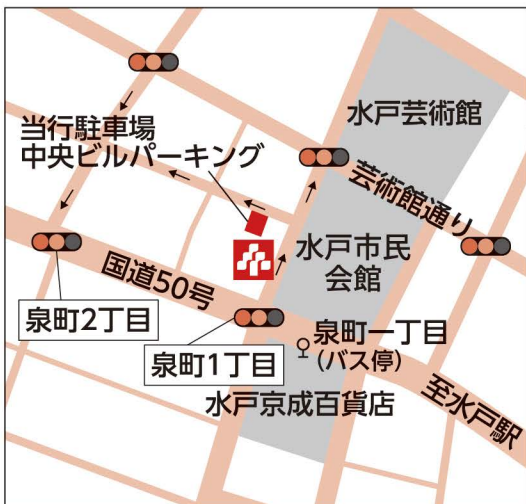 水戸芸術館
当行駐車場
中央ビルパーキング
芸術館通り
水戸市民
会館
国道50号
泉町2丁目
泉町1丁目
泉町一丁目
(バス停)
水戸京成百貨店
至水戸駅